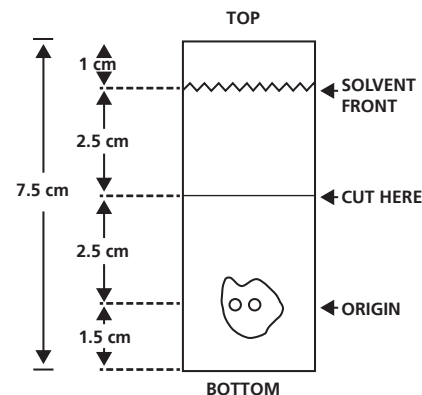 TOP
1 cm
SOLVENT
FRONT
2.5 cm
7.5 cm
CUT HERE
2.5 cm
ORIGIN
1.5 cm
BOTTOM